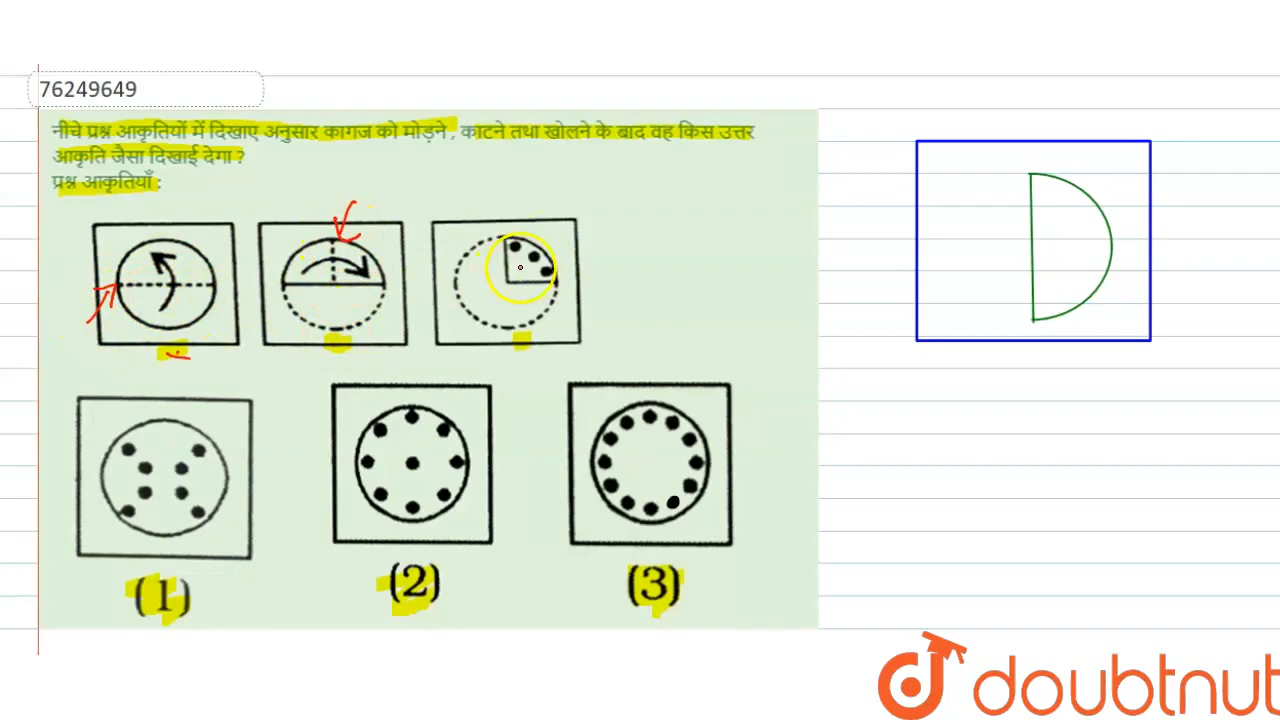 76249649
नीचे प्रश्न आकृतियों में दिखाए अनुसार कागज को मोड़ने , काटने तथा खोलने के बाद वह किस उत्तर
आकृति जैसा दिखाई देगा ?
प्रश्न आकृतियाँ :
(1) (2) (3)
doubtnut